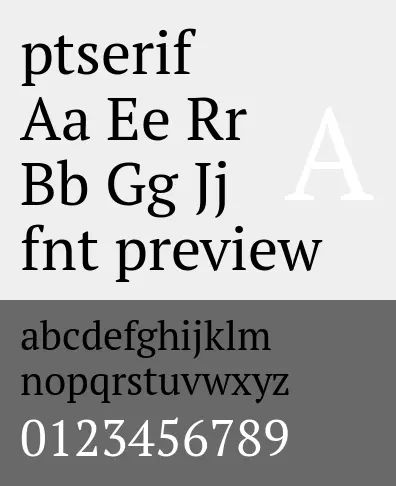 ptserif
Aa Ee Rr
Bb Gg Jj
A
fnt preview
abcdefghijklm
nopqrstuvwxyz
0123456789